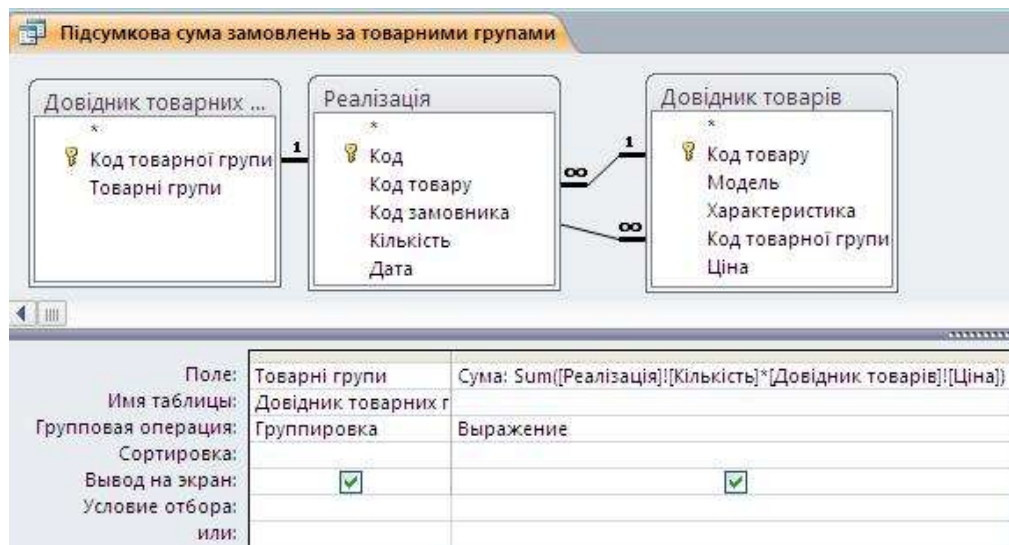 Підсумкова сума замовлень за товарними групами
Довідник товарних ...
*
Код товарної групи
Товарні групи
1
Реалізація
*
Код
Код товару
Код замовника
Кількість
Дата
∞
1
∞
Довідник товарів
*
Код товару
Модель
Характеристика
Код товарної групи
Ціна
Поле: Товарні групи Сума: Sum([Реалізація]![Кількість]*[Довідник товарів]![Ціна])
Имя таблицы: Довідник товарних г
Групповая операция: Группировка Выражение
Сортировка:
Вывод на экран:
Условие отбора:
или: